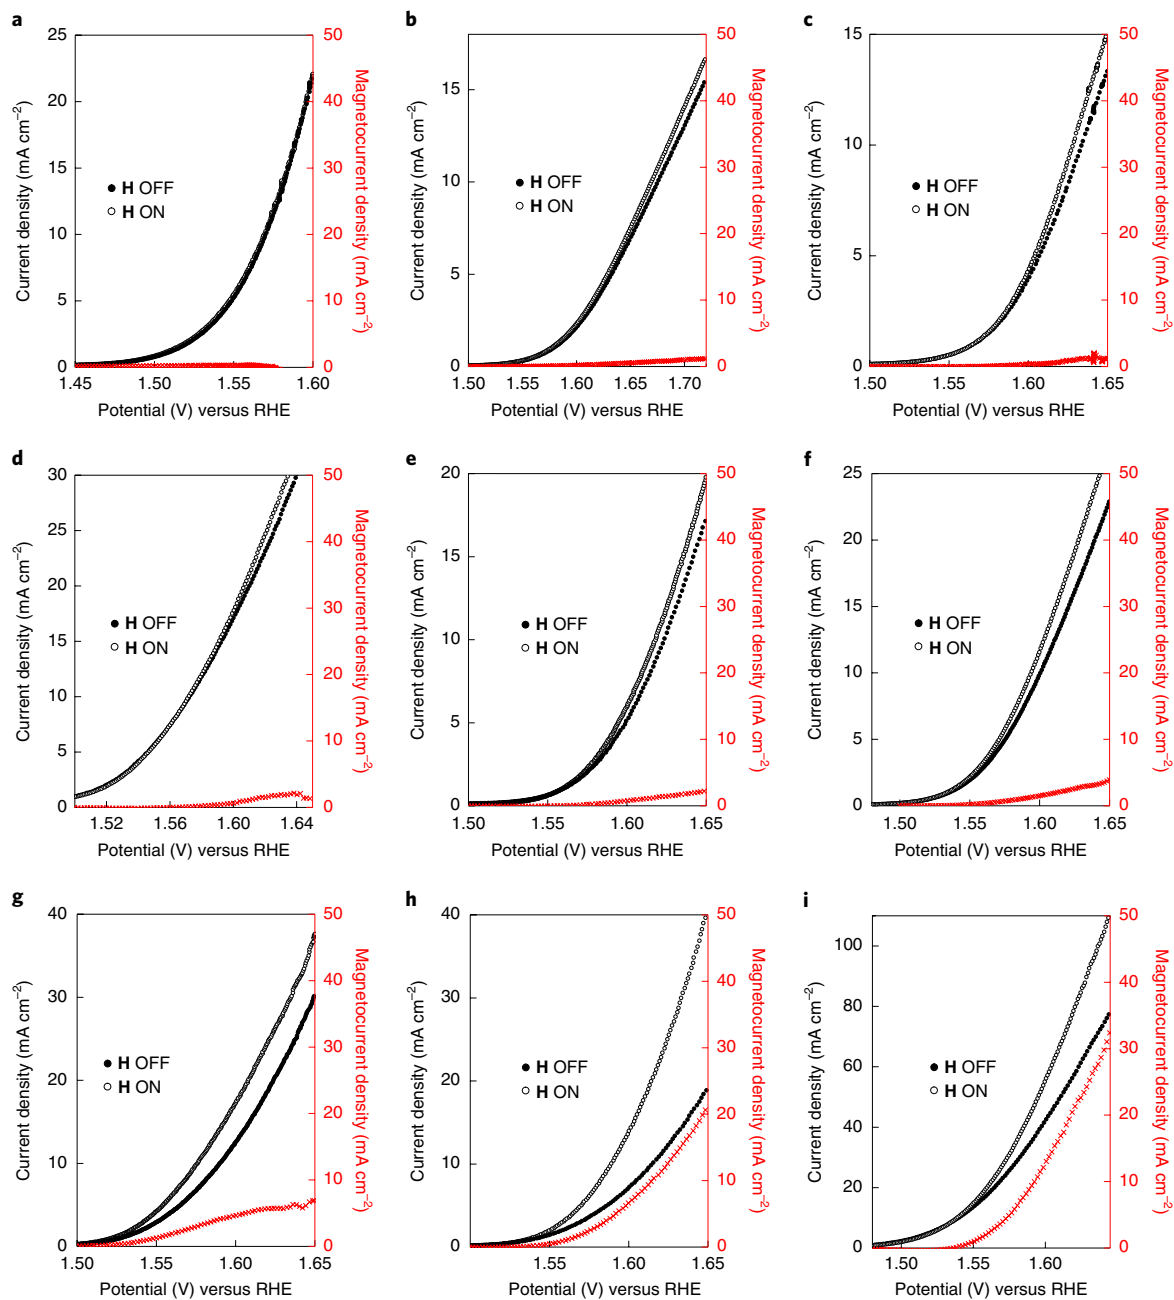 a
Current density (mA cm⁻²)
25
20
15
10
5
0
● H OFF
○ H ON
50
40
30
20
10
0
Magnetocurrent density (mA cm⁻²)
1.45 1.50 1.55 1.60
Potential (V) versus RHE
b
Current density (mA cm⁻²)
15
10
5
0
● H OFF
○ H ON
50
40
30
20
10
0
Magnetocurrent density (mA cm⁻²)
1.50 1.55 1.60 1.65 1.70
Potential (V) versus RHE
c
Current density (mA cm⁻²)
15
10
5
0
● H OFF
○ H ON
50
40
30
20
10
0
Magnetocurrent density (mA cm⁻²)
1.50 1.55 1.60 1.65
Potential (V) versus RHE
d
Current density (mA cm⁻²)
30
25
20
15
10
5
0
● H OFF
○ H ON
50
40
30
20
10
0
Magnetocurrent density (mA cm⁻²)
1.52 1.56 1.60 1.64
Potential (V) versus RHE
e
Current density (mA cm⁻²)
20
15
10
5
0
● H OFF
○ H ON
50
40
30
20
10
0
Magnetocurrent density (mA cm⁻²)
1.50 1.55 1.60 1.65
Potential (V) versus RHE
f
Current density (mA cm⁻²)
25
20
15
10
5
0
● H OFF
○ H ON
50
40
30
20
10
0
Magnetocurrent density (mA cm⁻²)
1.50 1.55 1.60 1.65
Potential (V) versus RHE
g
Current density (mA cm⁻²)
40
30
20
10
0
● H OFF
○ H ON
50
40
30
20
10
0
Magnetocurrent density (mA cm⁻²)
1.50 1.55 1.60 1.65
Potential (V) versus RHE
h
Current density (mA cm⁻²)
40
30
20
10
0
● H OFF
○ H ON
50
40
30
20
10
0
Magnetocurrent density (mA cm⁻²)
1.55 1.60 1.65
Potential (V) versus RHE
i
Current density (mA cm⁻²)
100
80
60
40
20
0
● H OFF
○ H ON
50
40
30
20
10
0
Magnetocurrent density (mA cm⁻²)
1.50 1.55 1.60
Potential (V) versus RHE